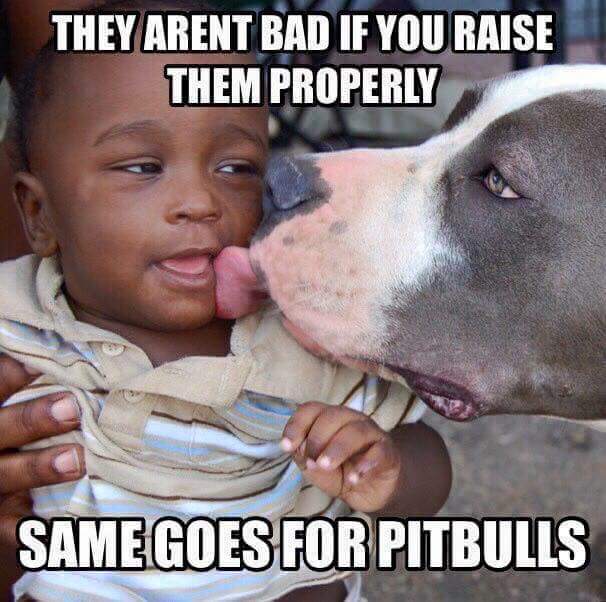 THEY ARENT BAD IF YOU RAISE
THEM PROPERLY
SAME GOES FOR PITBULLS